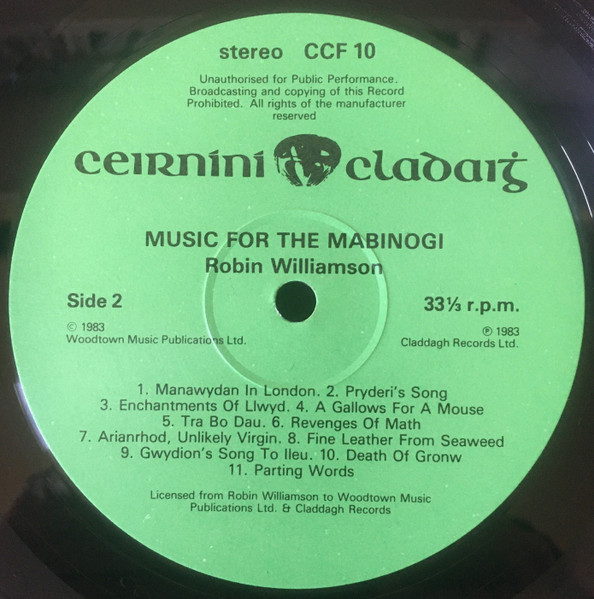 stereo CCF 10
Unauthorised for Public Performance.
Broadcasting and copying of this Record
Prohibited. All rights of the manufacturer
reserved
ceirníní cladaiġ
MUSIC FOR THE MABINOGI
Robin Williamson
Side 2
33⅓ r.p.m.
© 1983
Woodtown Music Publications Ltd.
℗ 1983
Claddagh Records Ltd.
1. Manawydan In London. 2. Pryderi's Song
3. Enchantments Of Llwyd. 4. A Gallows For A Mouse
5. Tra Bo Dau. 6. Revenges Of Math
7. Arianrhod, Unlikely Virgin. 8. Fine Leather From Seaweed
9. Gwydion's Song To Ileu. 10. Death Of Gronw
11. Parting Words
Licensed from Robin Williamson to Woodtown Music
Publications Ltd. & Claddagh Records